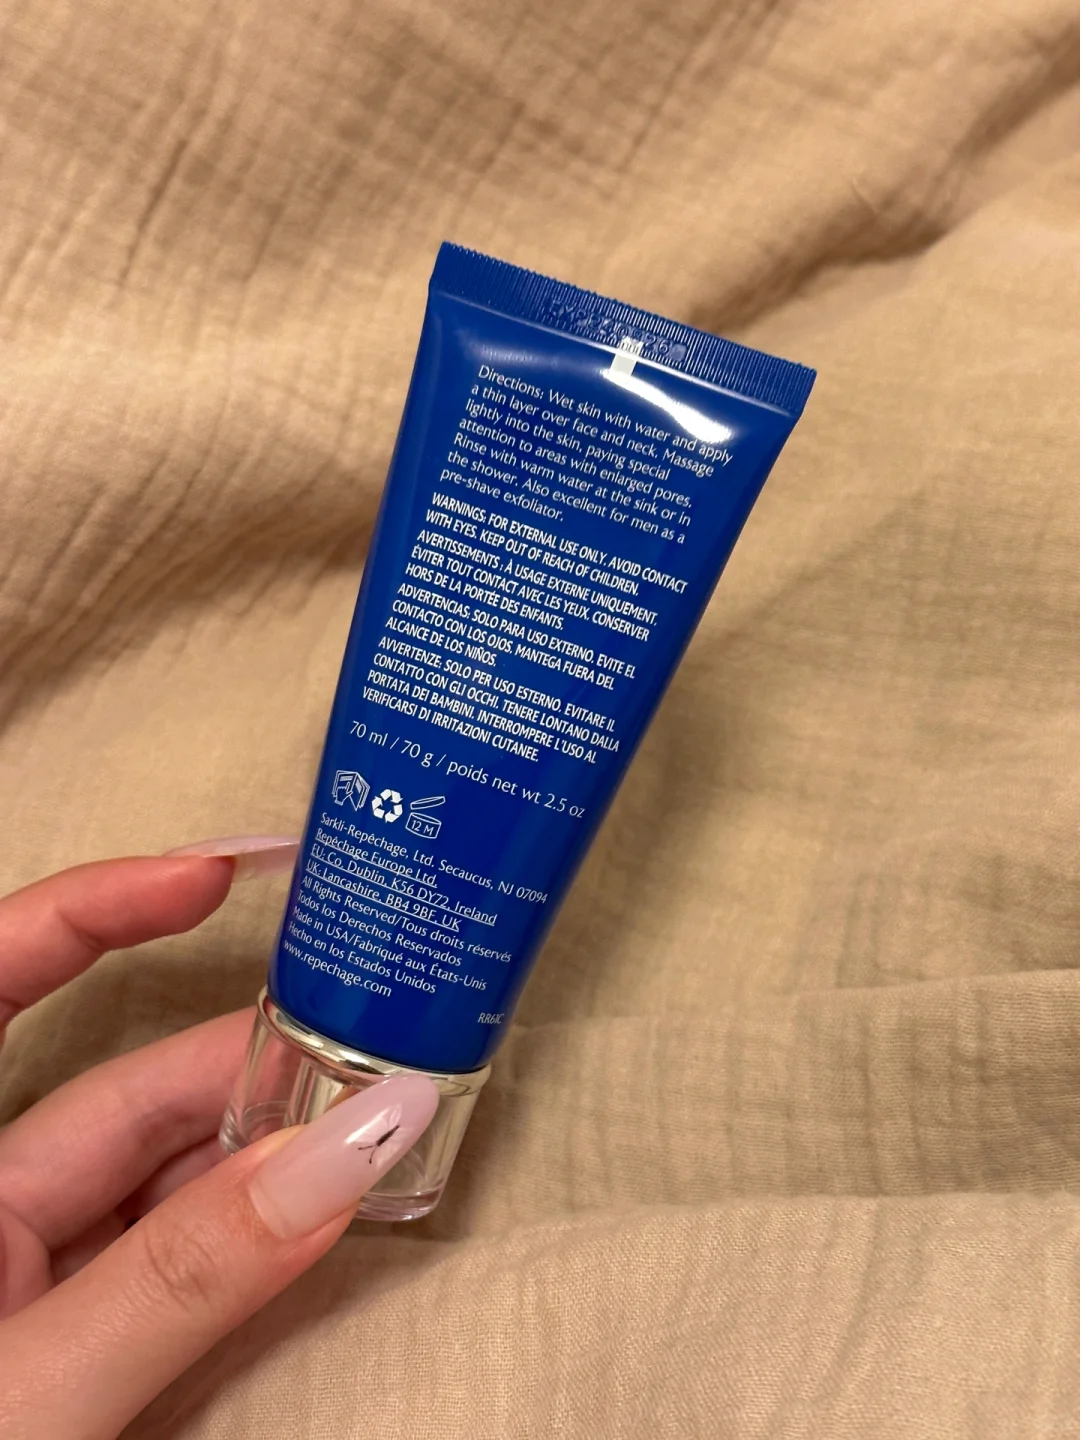 Directions: Wet skin with water and apply
a thin layer over face and neck. Massage
lightly into the skin, paying special
attention to areas with enlarged pores.
Rinse with warm water at the sink or in
the shower. Also excellent for men as a
pre-shave exfoliator.
WARNINGS: FOR EXTERNAL USE ONLY. AVOID CONTACT
WITH EYES. KEEP OUT OF REACH OF CHILDREN.
AVERTISSEMENTS : À USAGE EXTERNE UNIQUEMENT.
ÉVITER TOUT CONTACT AVEC LES YEUX. CONSERVER
HORS DE LA PORTÉE DES ENFANTS.
ADVERTENCIAS: SOLO PARA USO EXTERNO. EVITE EL
CONTACTO CON LOS OJOS. MANTEGA FUERA DEL
ALCANCE DE LOS NIÑOS.
AVVERTENZE: SOLO PER USO ESTERNO. EVITARE IL
CONTATTO CON GLI OCCHI. TENERE LONTANO DALLA
PORTATA DEI BAMBINI. INTERROMPERE L'USO AL
VERIFICARSI DI IRRITAZIONI CUTANEE.
70 ml / 70 g / poids net wt 2.5 oz
12 M
Sarkli-Repêchage, Ltd. Secaucus, NJ 07094
Repêchage Europe Ltd.
EU: Co. Dublin, K56 DY72, Ireland
UK: Lancashire, BB4 9BF, UK
All Rights Reserved/Tous droits réservés
Todos los Derechos Reservados
Made in USA/Fabriqué aux États-Unis
Hecho en los Estados Unidos
www.repechage.com